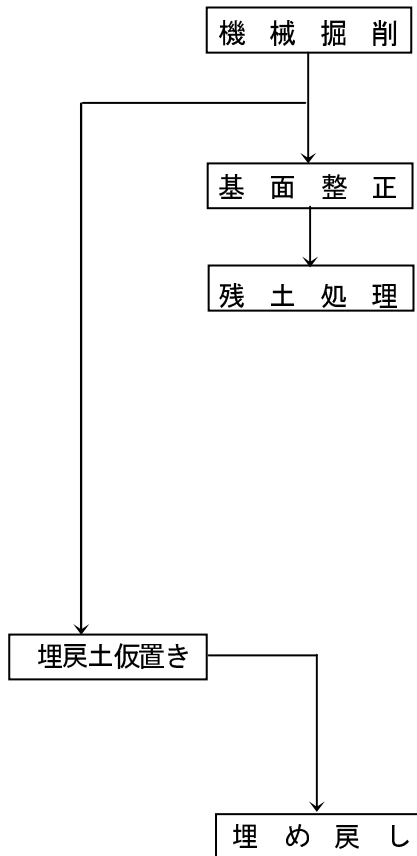 機械掘削
基面整正
残土処理
埋戻土仮置き
埋め戻し